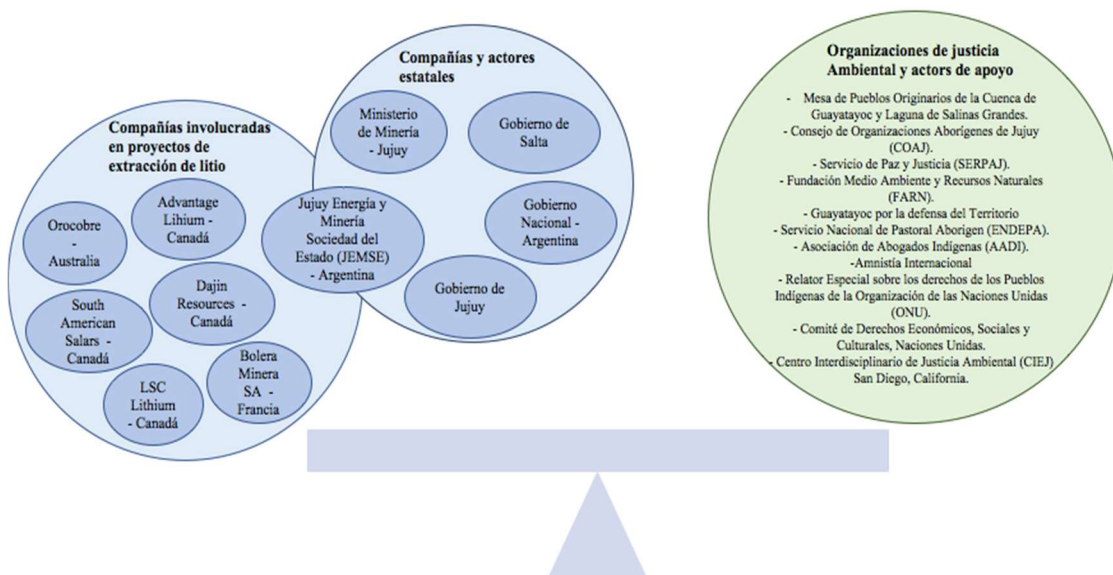 Compañías involucradas
en proyectos de
extracción de litio
Orocobre
-
Australia
Advantage
Lihium -
Canadá
South
American
Salars -
Canadá
Dajin
Resources -
Canadá
LSC
Lithium
- Canadá
Bolera
Minera
SA -
Francia
Jujuy Energía y
Minería
Sociedad del
Estado (JEMSE)
- Argentina
Compañías y actores
estatales
Ministerio
de Minería -
Jujuy
Gobierno de
Salta
Gobierno
Nacional -
Argentina
Gobierno de
Jujuy
Organizaciones de justicia
Ambiental y actors de apoyo
- Mesa de Pueblos Originarios de la Cuenca de
Guayatayoc y Laguna de Salinas Grandes.
- Consejo de Organizaciones Aborígenes de Jujuy
(COAJ).
- Servicio de Paz y Justicia (SERPAJ).
- Fundación Medio Ambiente y Recursos Naturales
(FARN).
- Guayatayoc por la defensa del Territorio
- Servicio Nacional de Pastoral Aborigen (ENDEPA).
- Asociación de Abogados Indígenas (AADI).
-Amnistía Internacional
- Relator Especial sobre los derechos de los Pueblos
Indígenas de la Organización de las Naciones Unidas
(ONU).
- Comité de Derechos Económicos, Sociales y
Culturales, Naciones Unidas.
- Centro Interdisciplinario de Justicia Ambiental (CIEJ)
San Diego, California.